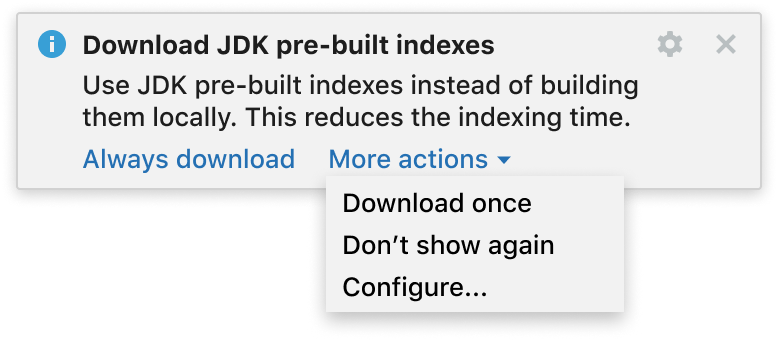 Download JDK pre-built indexes
Use JDK pre-built indexes instead of building
them locally. This reduces the indexing time.
Always download More actions
Download once
Don’t show again
Configure...